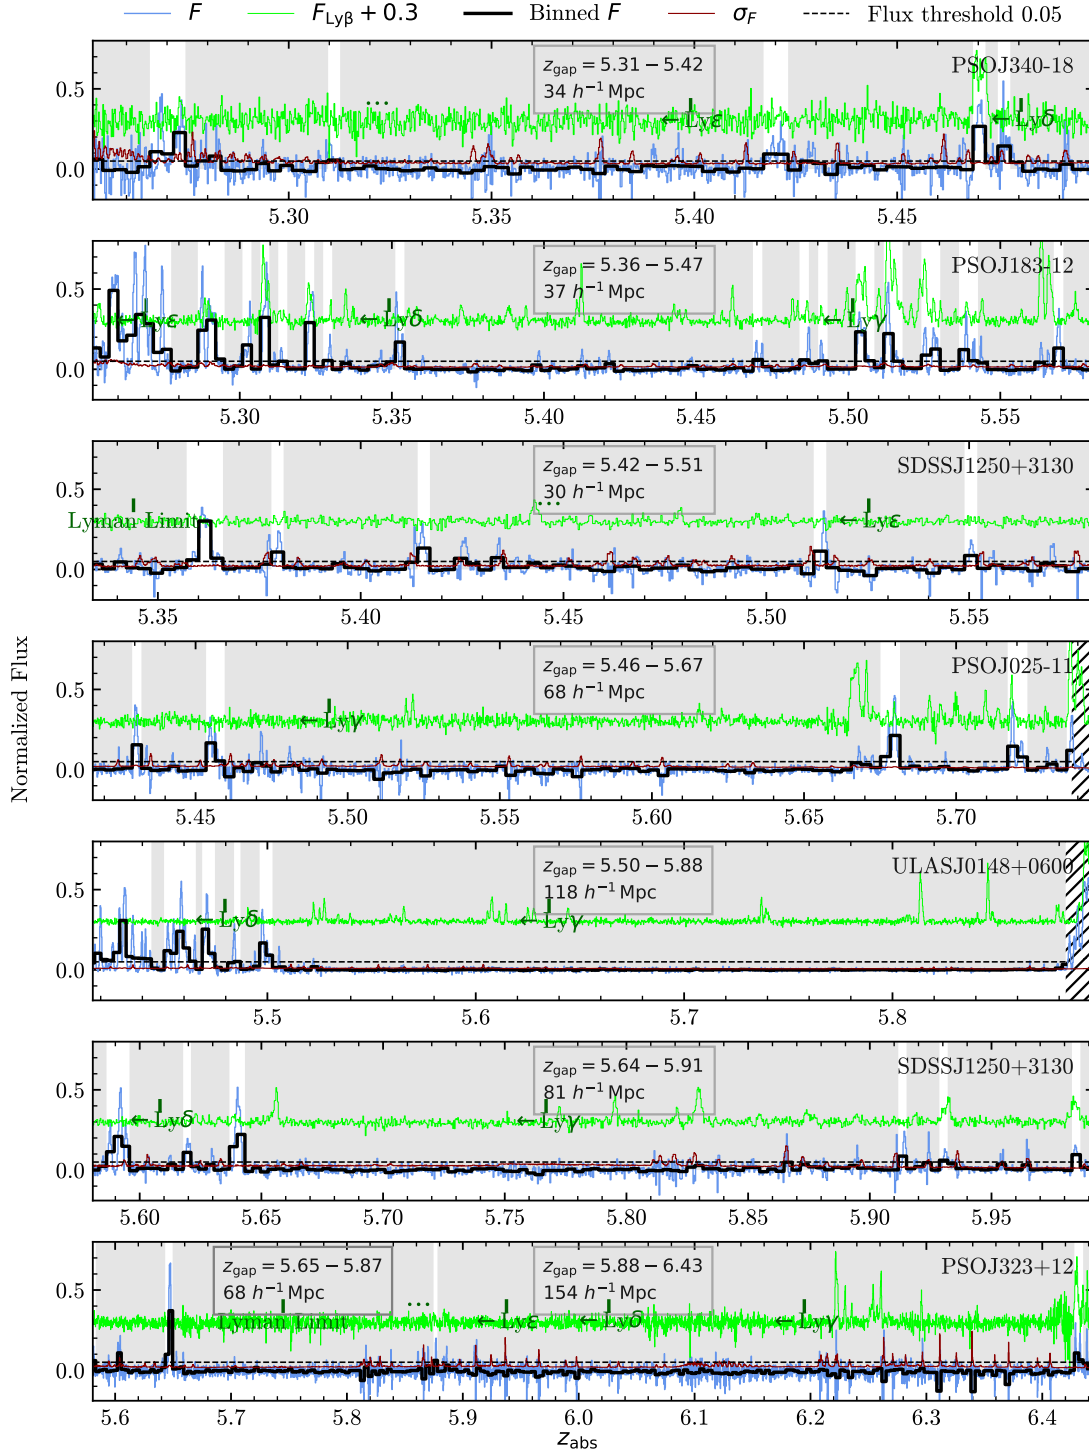 F F_Lyβ + 0.3 Binned F σ_F Flux threshold 0.05
Normalized Flux
z_gap = 5.31 − 5.42
34 h⁻¹ Mpc
PSOJ340-18
...
←Lyε
←Lyδ
0.5
0.0
5.30 5.35 5.40 5.45
z_gap = 5.36 − 5.47
37 h⁻¹ Mpc
PSOJ183-12
←Lyε
←Lyδ
←Lyγ
0.5
0.0
5.30 5.35 5.40 5.45 5.50 5.55
z_gap = 5.42 − 5.51
30 h⁻¹ Mpc
SDSSJ1250+3130
...
Lyman Limit
←Lyε
0.5
0.0
5.35 5.40 5.45 5.50 5.55
z_gap = 5.46 − 5.67
68 h⁻¹ Mpc
PSOJ025-11
←Lyγ
0.5
0.0
5.45 5.50 5.55 5.60 5.65 5.70
z_gap = 5.50 − 5.88
118 h⁻¹ Mpc
ULASJ0148+0600
←Lyδ
←Lyγ
0.5
0.0
5.5 5.6 5.7 5.8
z_gap = 5.64 − 5.91
81 h⁻¹ Mpc
SDSSJ1250+3130
←Lyδ
←Lyγ
0.5
0.0
5.60 5.65 5.70 5.75 5.80 5.85 5.90 5.95
z_gap = 5.65 − 5.87
68 h⁻¹ Mpc
z_gap = 5.88 − 6.43
154 h⁻¹ Mpc
PSOJ323+12
...
Lyman Limit
←Lyε
←Lyδ
←Lyγ
0.5
0.0
5.6 5.7 5.8 5.9 6.0 6.1 6.2 6.3 6.4
z_abs